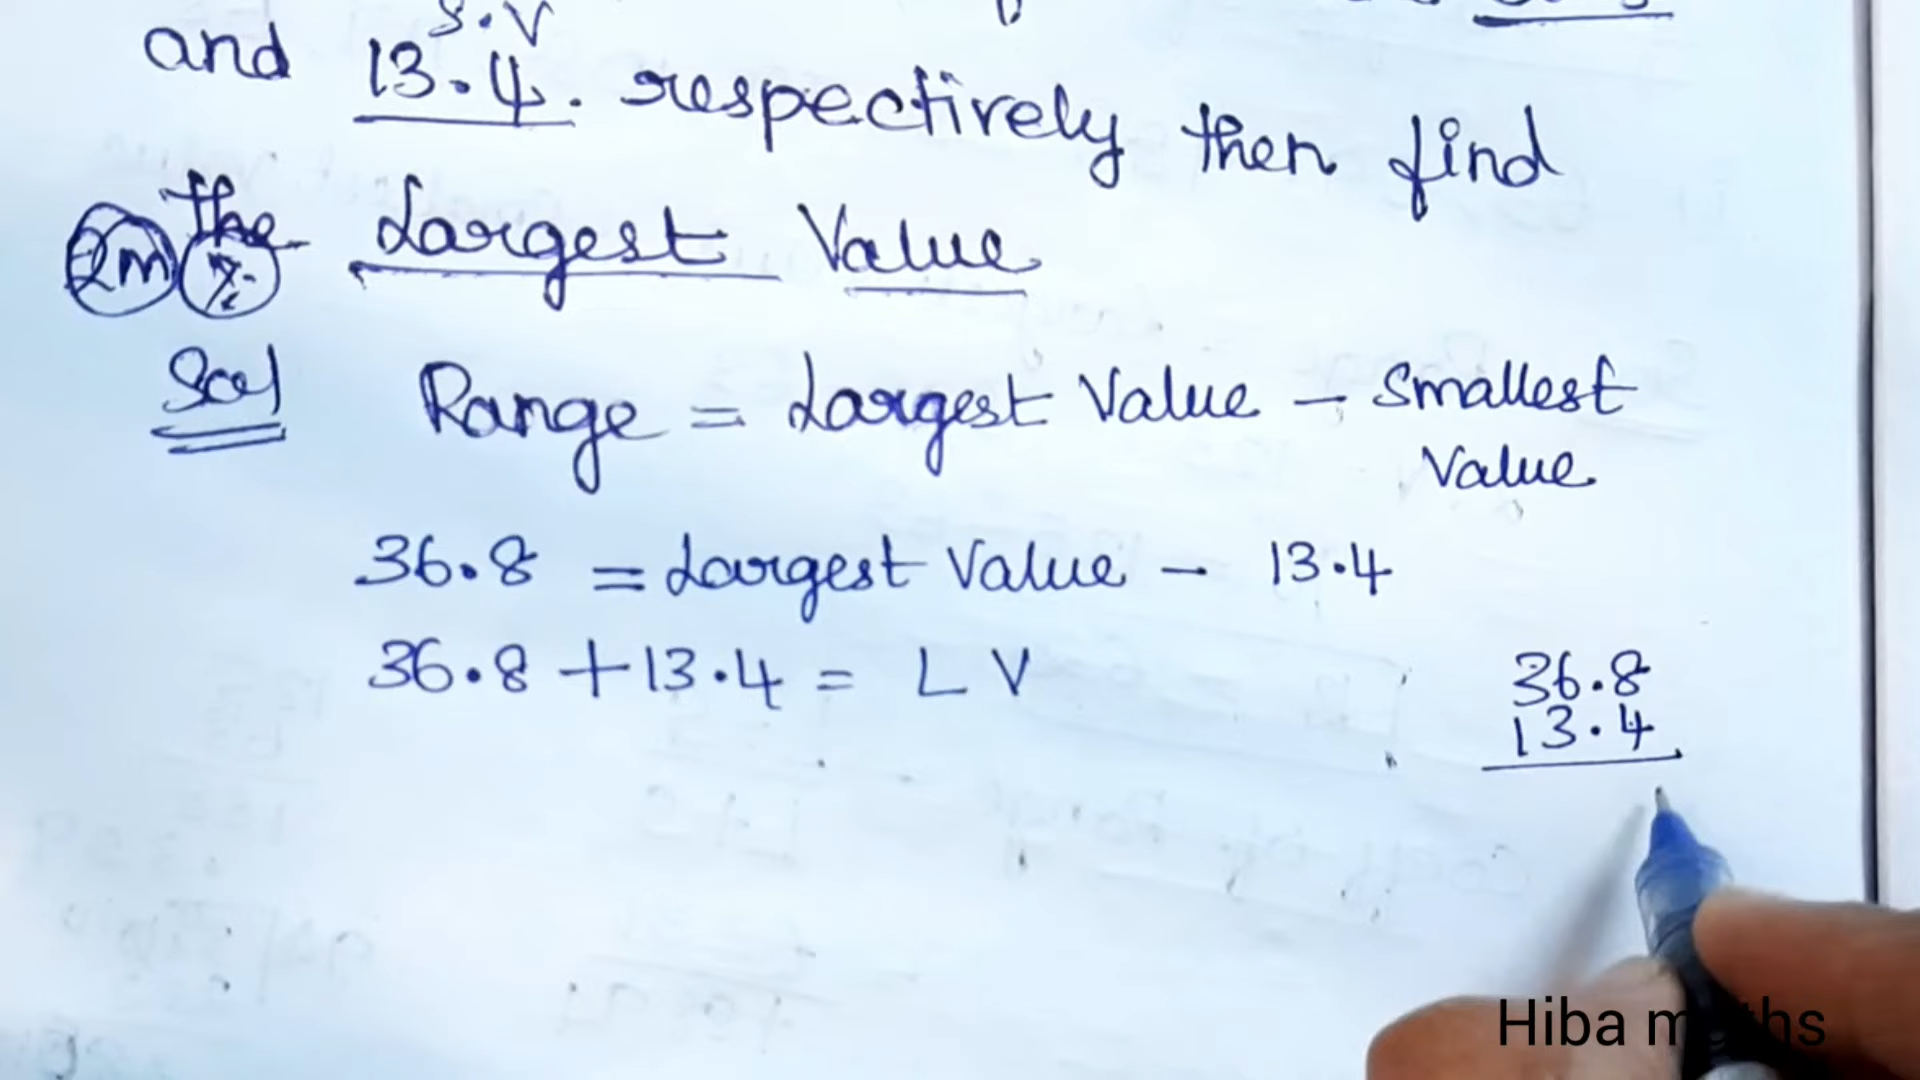 S.V
and 13.4. respectively then find
the Largest Value
2m
Sol Range = Largest Value - Smallest
Value
36.8 = Largest Value - 13.4
36.8 + 13.4 = L V
36.8
13.4
Hiba m ths